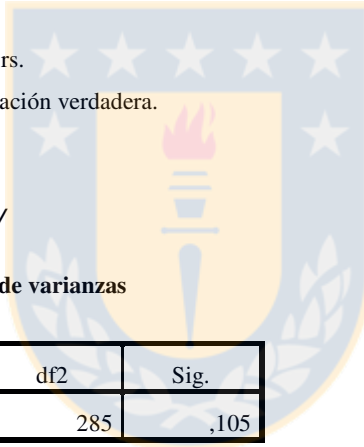 rs.
ación verdadera.
de varianzas
df2 Sig.
285 ,105